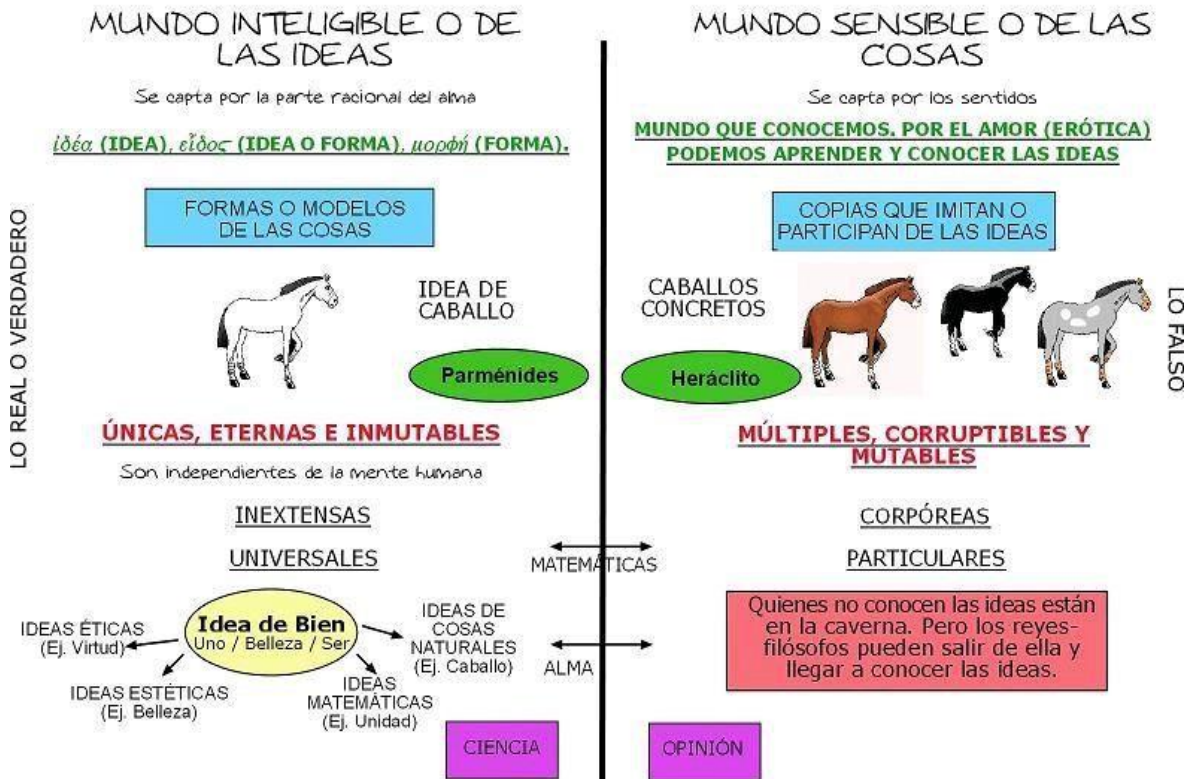 MUNDO INTELIGIBLE O DE
LAS IDEAS
Se capta por la parte racional del alma
ἰδέα (IDEA), εἶδος (IDEA O FORMA), μορφή (FORMA).
FORMAS O MODELOS
DE LAS COSAS
IDEA DE
CABALLO
Parménides
LO REAL O VERDADERO
ÚNICAS, ETERNAS E INMUTABLES
Son independientes de la mente humana
INEXTENSAS
UNIVERSALES
Idea de Bien
Uno / Belleza / Ser
IDEAS ÉTICAS
(Ej. Virtud)
IDEAS ESTÉTICAS
(Ej. Belleza)
IDEAS
MATEMÁTICAS
(Ej. Unidad)
IDEAS DE
COSAS
NATURALES
(Ej. Caballo)
CIENCIA
MATEMÁTICAS
ALMA
MUNDO SENSIBLE O DE LAS
COSAS
Se capta por los sentidos
MUNDO QUE CONOCEMOS. POR EL AMOR (ERÓTICA)
PODEMOS APRENDER Y CONOCER LAS IDEAS
COPIAS QUE IMITAN O
PARTICIPAN DE LAS IDEAS
CABALLOS
CONCRETOS
Heráclito
LO FALSO
MÚLTIPLES, CORRUPTIBLES Y
MUTABLES
CORPÓREAS
PARTICULARES
Quienes no conocen las ideas están
en la caverna. Pero los reyes-
filósofos pueden salir de ella y
llegar a conocer las ideas.
OPINIÓN